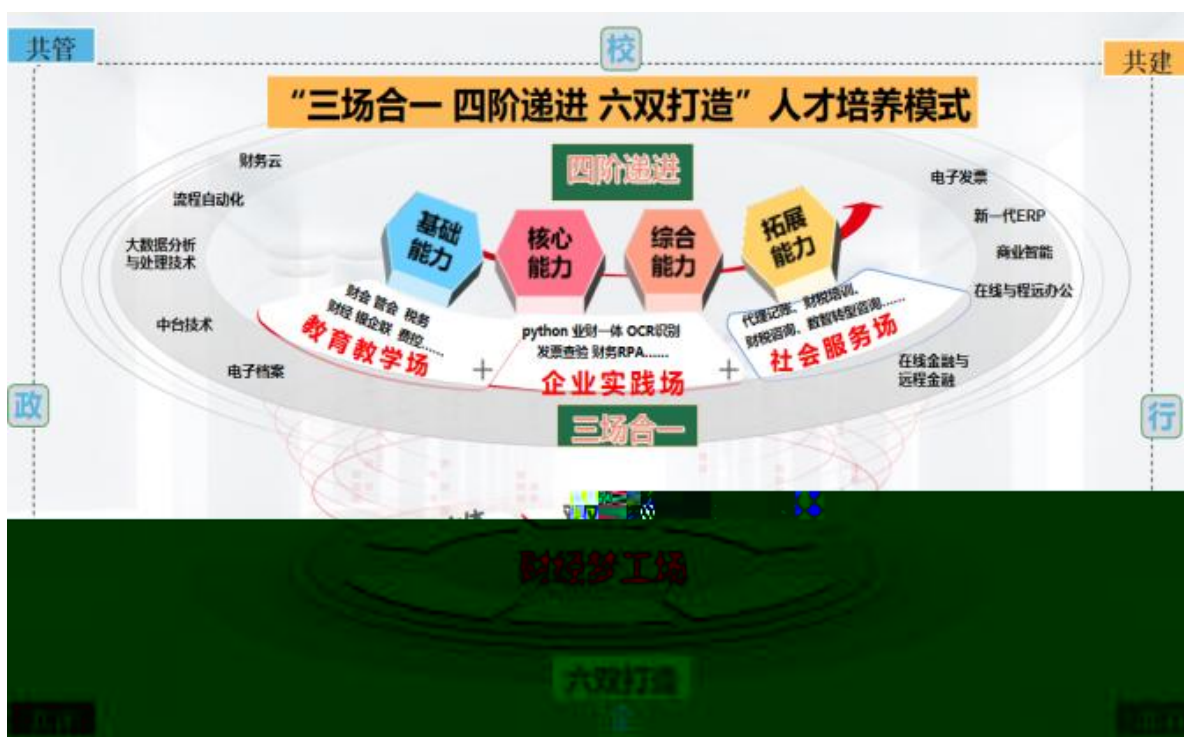 共管
校
共建
“三场合一 四阶递进 六双打造”人才培养模式
四阶递进
财务云
流程自动化
大数据分析
与处理技术
中台技术
电子档案
基础
能力
核心
能力
综合
能力
拓展
能力
电子发票
新一代ERP
商业智能
在线与程远办公
在线金融与
远程金融
财会 管会 税务
财经 银企联 费控......
教育教学场
+
python 业财一体 OCR识别
发票查验 财务RPA......
企业实践场
+
代理记账、财税培训、
财税咨询、数智转型咨询......
社会服务场
三场合一
政
行
财经梦工场
六双打造
企